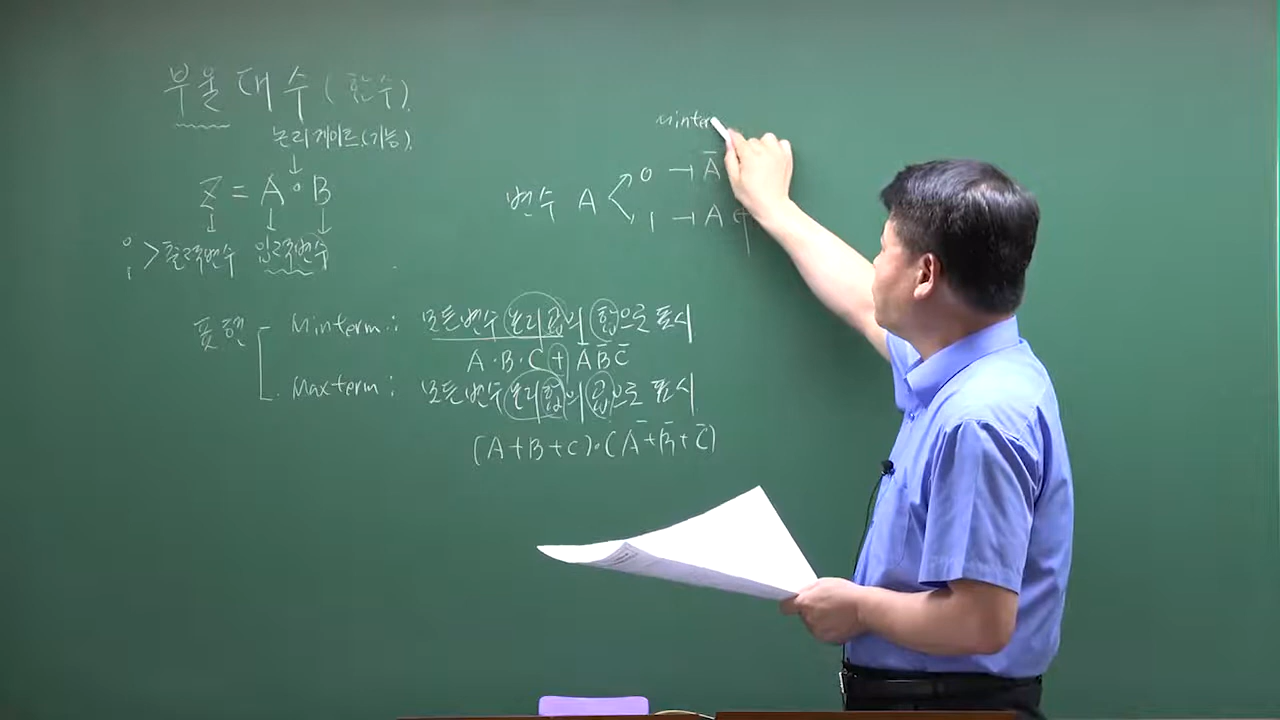 부울 대수 (함수).
논리게이트(기능).
↓
Z = A ∘ B
↓ ↓ ↓
0 1 > 출력변수 입력변수
표현
Minterm : 모든변수 논리곱의 합으로 표시
A·B·C + A̅ B̅ C̅
Maxterm : 모든변수 논리합의 곱으로 표시
(A+B+C)·(A̅+B̅+C̅)
minter
변수 A
0 → A̅
1 → A